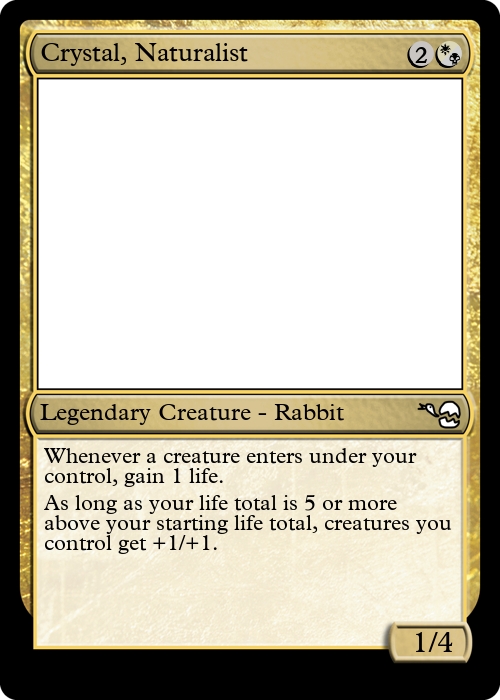 Crystal, Naturalist 2
Legendary Creature - Rabbit
Whenever a creature enters under your
control, gain 1 life.
As long as your life total is 5 or more
above your starting life total, creatures you
control get +1/+1.
1/4